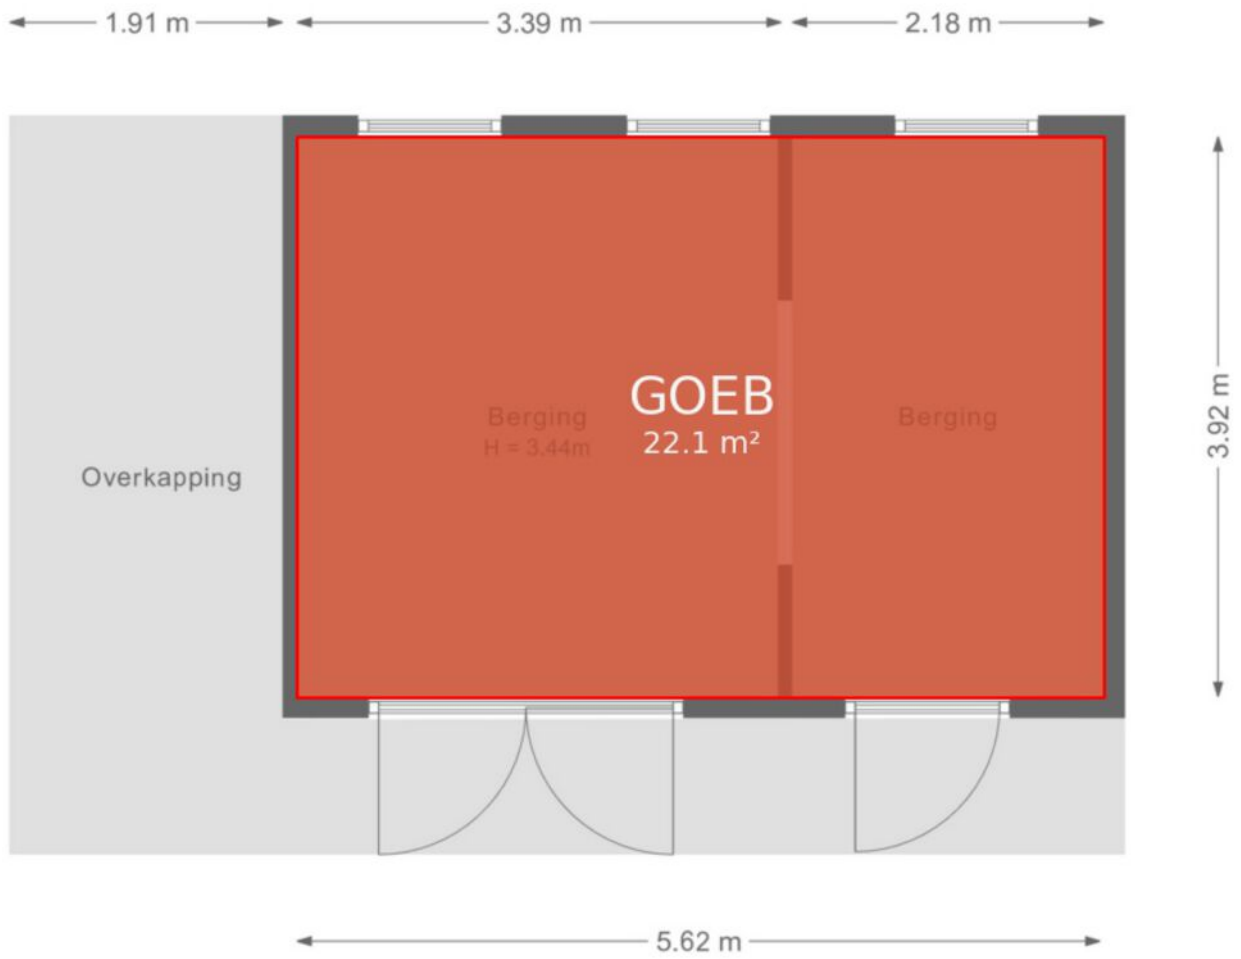 1.91 m
3.39 m
2.18 m
GOEB
22.1 m²
Berging
H = 3.44m
Berging
Overkapping
3.92 m
5.62 m